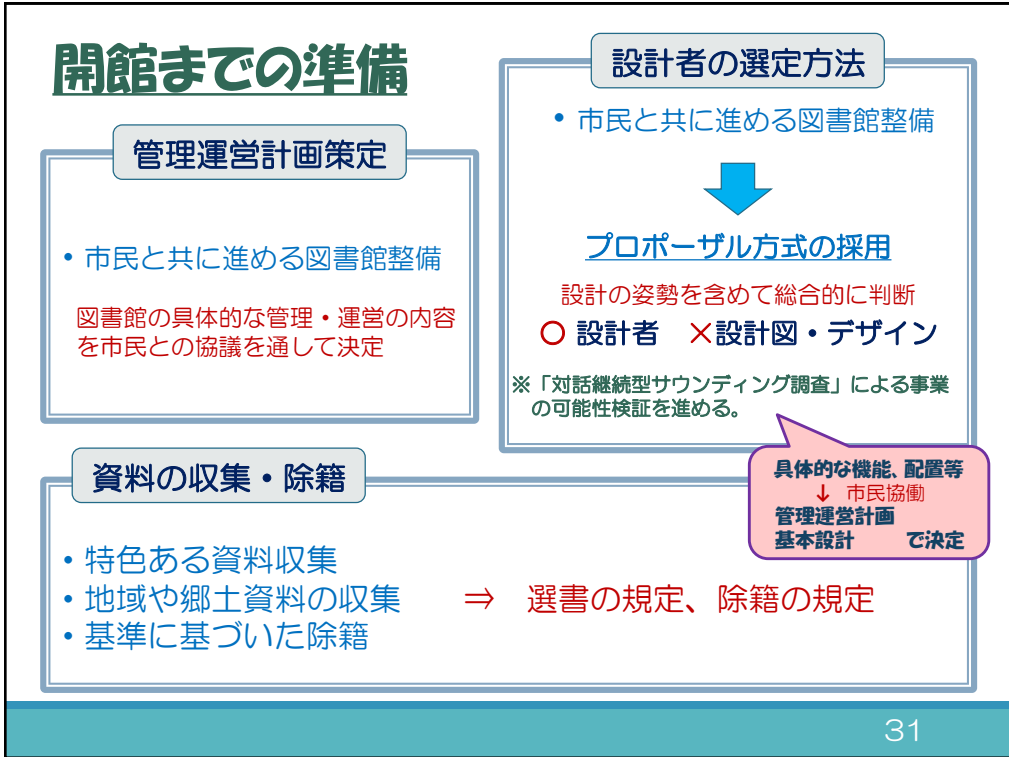 開館までの準備
管理運営計画策定
• 市民と共に進める図書館整備
図書館の具体的な管理・運営の内容
を市民との協議を通して決定
設計者の選定方法
• 市民と共に進める図書館整備
プロポーザル方式の採用
設計の姿勢を含めて総合的に判断
〇 設計者　×設計図・デザイン
※「対話継続型サウンディング調査」による事業
の可能性検証を進める。
具体的な機能、配置等
↓ 市民協働
管理運営計画
基本設計　　で決定
資料の収集・除籍
• 特色ある資料収集
• 地域や郷土資料の収集　⇒　選書の規定、除籍の規定
• 基準に基づいた除籍
31